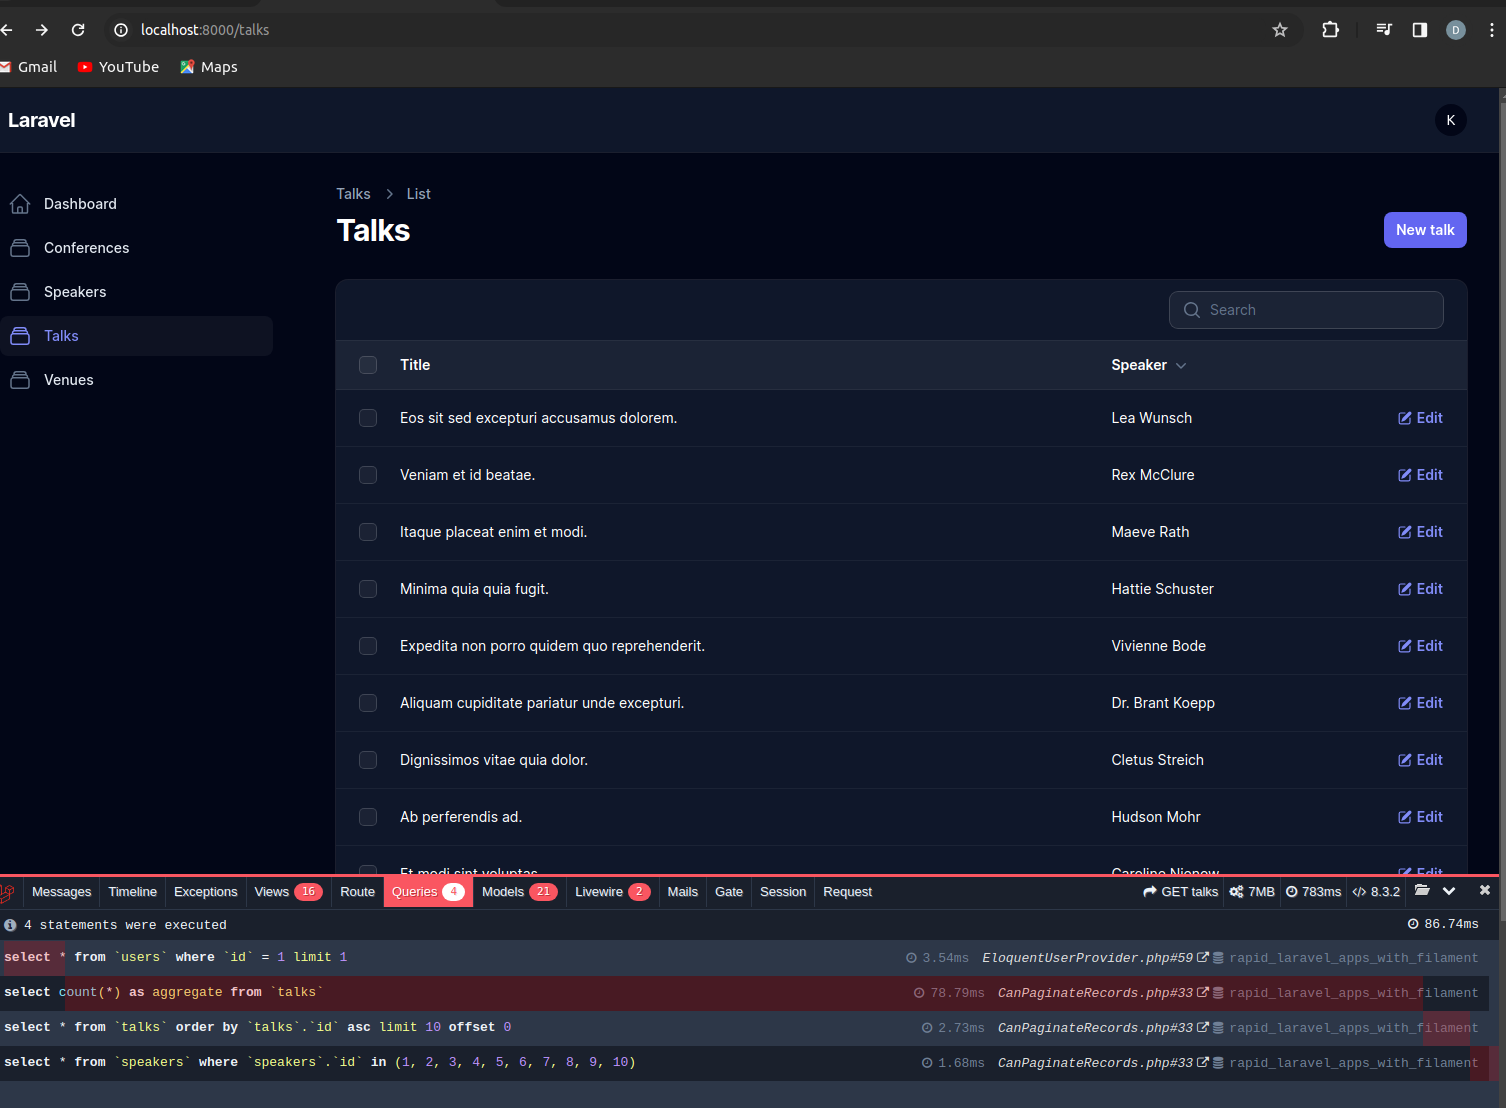 localhost:8000/talks
D
Gmail YouTube Maps
Laravel
K
Dashboard
Conferences
Speakers
Talks
Venues
Talks > List
Talks
New talk
Search
Title Speaker
Eos sit sed excepturi accusamus dolorem. Lea Wunsch Edit
Veniam et id beatae. Rex McClure Edit
Itaque placeat enim et modi. Maeve Rath Edit
Minima quia quia fugit. Hattie Schuster Edit
Expedita non porro quidem quo reprehenderit. Vivienne Bode Edit
Aliquam cupiditate pariatur unde excepturi. Dr. Brant Koepp Edit
Dignissimos vitae quia dolor. Cletus Streich Edit
Ab perferendis ad. Hudson Mohr Edit
Et modi sint voluptas Caroline Nienow Edit
Messages Timeline Exceptions Views 16 Route Queries 4 Models 21 Livewire 2 Mails Gate Session Request GET talks 7MB 783ms </> 8.3.2
4 statements were executed 86.74ms
select * from `users` where `id` = 1 limit 1 3.54ms EloquentUserProvider.php#59 rapid_laravel_apps_with_filament
select count(*) as aggregate from `talks` 78.79ms CanPaginateRecords.php#33 rapid_laravel_apps_with_filament
select * from `talks` order by `talks`.`id` asc limit 10 offset 0 2.73ms CanPaginateRecords.php#33 rapid_laravel_apps_with_filament
select * from `speakers` where `speakers`.`id` in (1, 2, 3, 4, 5, 6, 7, 8, 9, 10) 1.68ms CanPaginateRecords.php#33 rapid_laravel_apps_with_filament